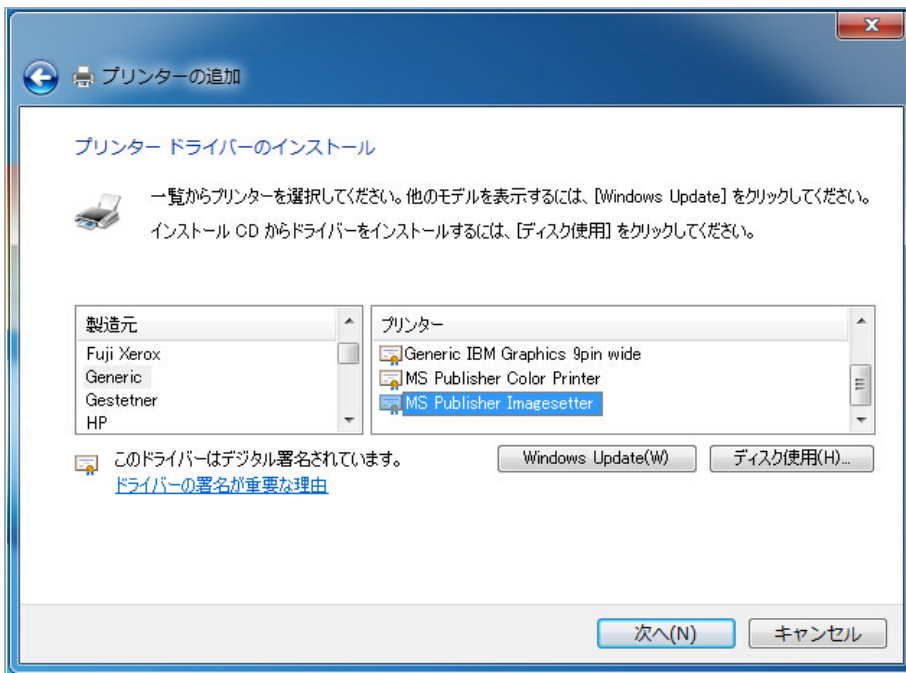 プリンターの追加
プリンター ドライバーのインストール
一覧からプリンターを選択してください。他のモデルを表示するには、[Windows Update] をクリックしてください。
インストール CD からドライバーをインストールするには、[ディスク使用] をクリックしてください。
製造元
Fuji Xerox
Generic
Gestetner
HP
プリンター
Generic IBM Graphics 9pin wide
MS Publisher Color Printer
MS Publisher Imagesetter
このドライバーはデジタル署名されています。
ドライバーの署名が重要な理由
Windows Update(W)
ディスク使用(H)...
次へ(N)
キャンセル